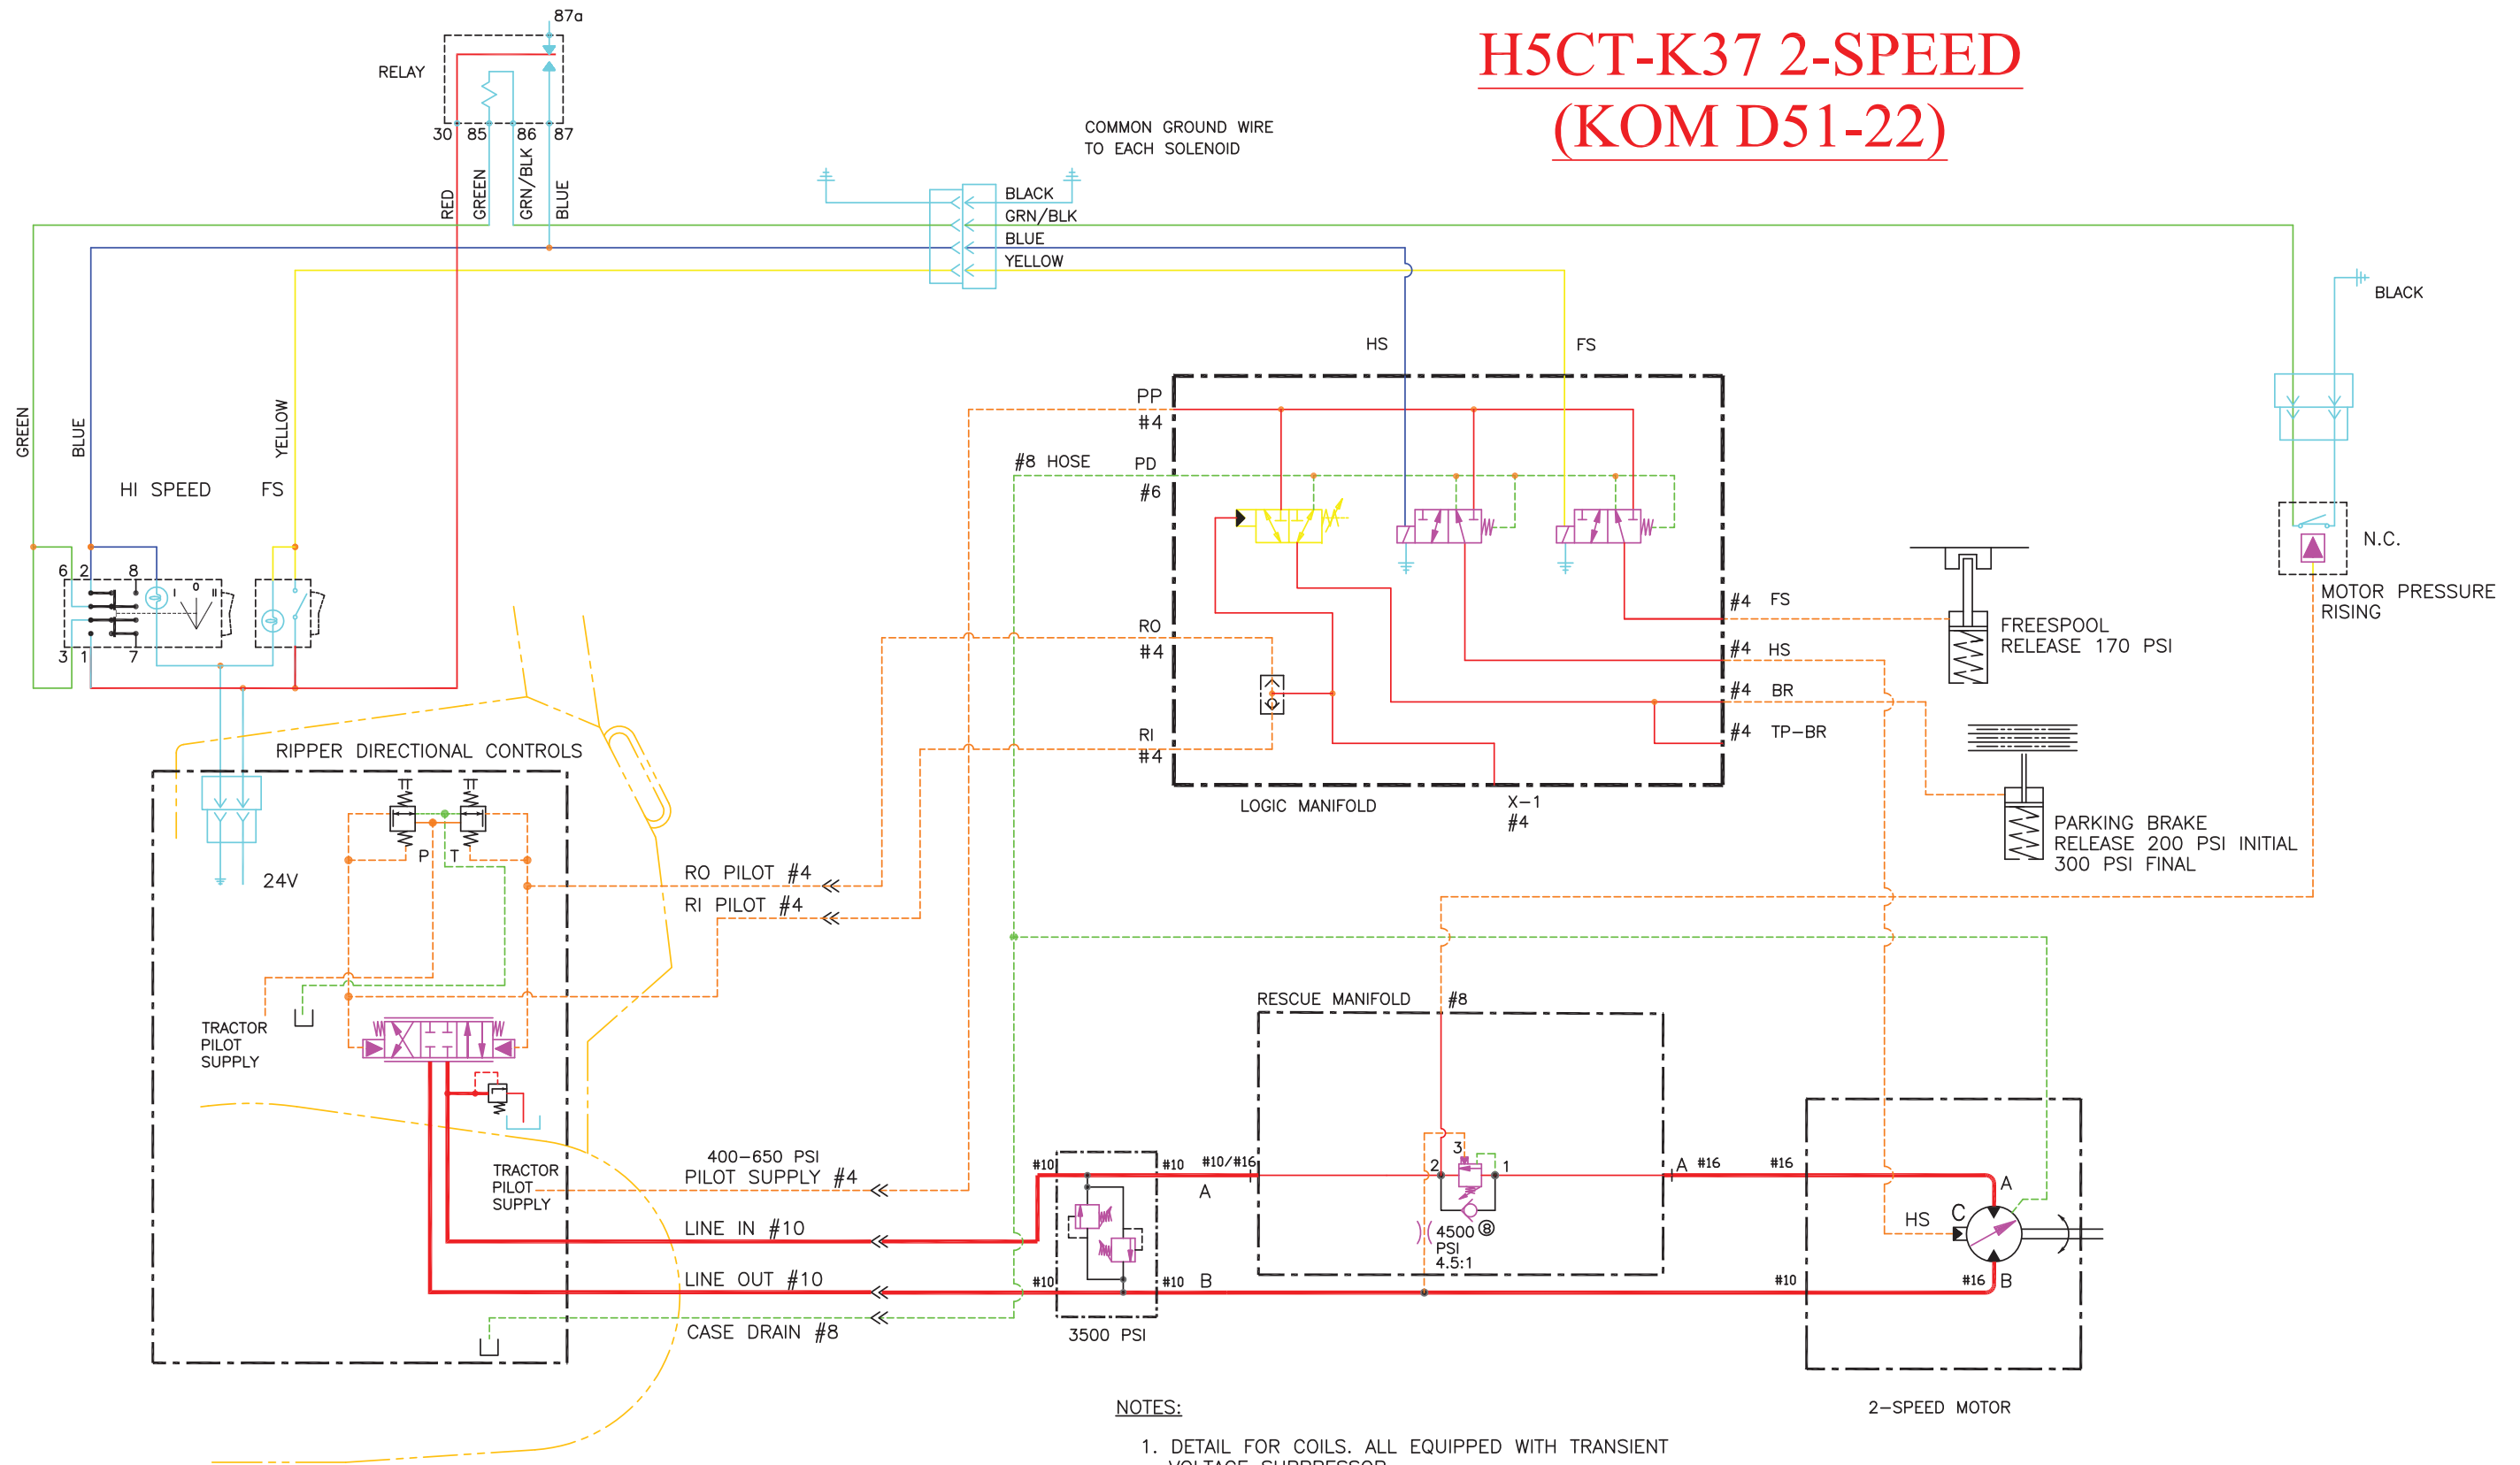 H5CT-K37 2-SPEED
(KOM D51-22)
87a
RELAY
30
85
86
87
RED
GREEN
GRN/BLK
BLUE
COMMON GROUND WIRE
TO EACH SOLENOID
BLACK
GRN/BLK
BLUE
YELLOW
BLACK
GREEN
BLUE
YELLOW
HI SPEED
FS
6
2
8
I
0
II
3
1
7
HS
FS
PP
#4
#8 HOSE
PD
#6
RO
#4
RI
#4
#4 FS
#4 HS
#4 BR
#4 TP-BR
LOGIC MANIFOLD
X-1
#4
N.C.
MOTOR PRESSURE
RISING
FREESPOOL
RELEASE 170 PSI
PARKING BRAKE
RELEASE 200 PSI INITIAL
300 PSI FINAL
RIPPER DIRECTIONAL CONTROLS
P
T
24V
TRACTOR
PILOT
SUPPLY
RO PILOT #4
RI PILOT #4
TRACTOR
PILOT
SUPPLY
400-650 PSI
PILOT SUPPLY #4
LINE IN #10
LINE OUT #10
CASE DRAIN #8
#10
#10
#10/#16
A
#10
#10
B
3500 PSI
RESCUE MANIFOLD
#8
3
2
1
4500 8
PSI
4.5:1
A
#16
#16
A
HS
C
#10
#16
B
2-SPEED MOTOR
NOTES:
1. DETAIL FOR COILS. ALL EQUIPPED WITH TRANSIENT
VOLTAGE SUPPRESSOR